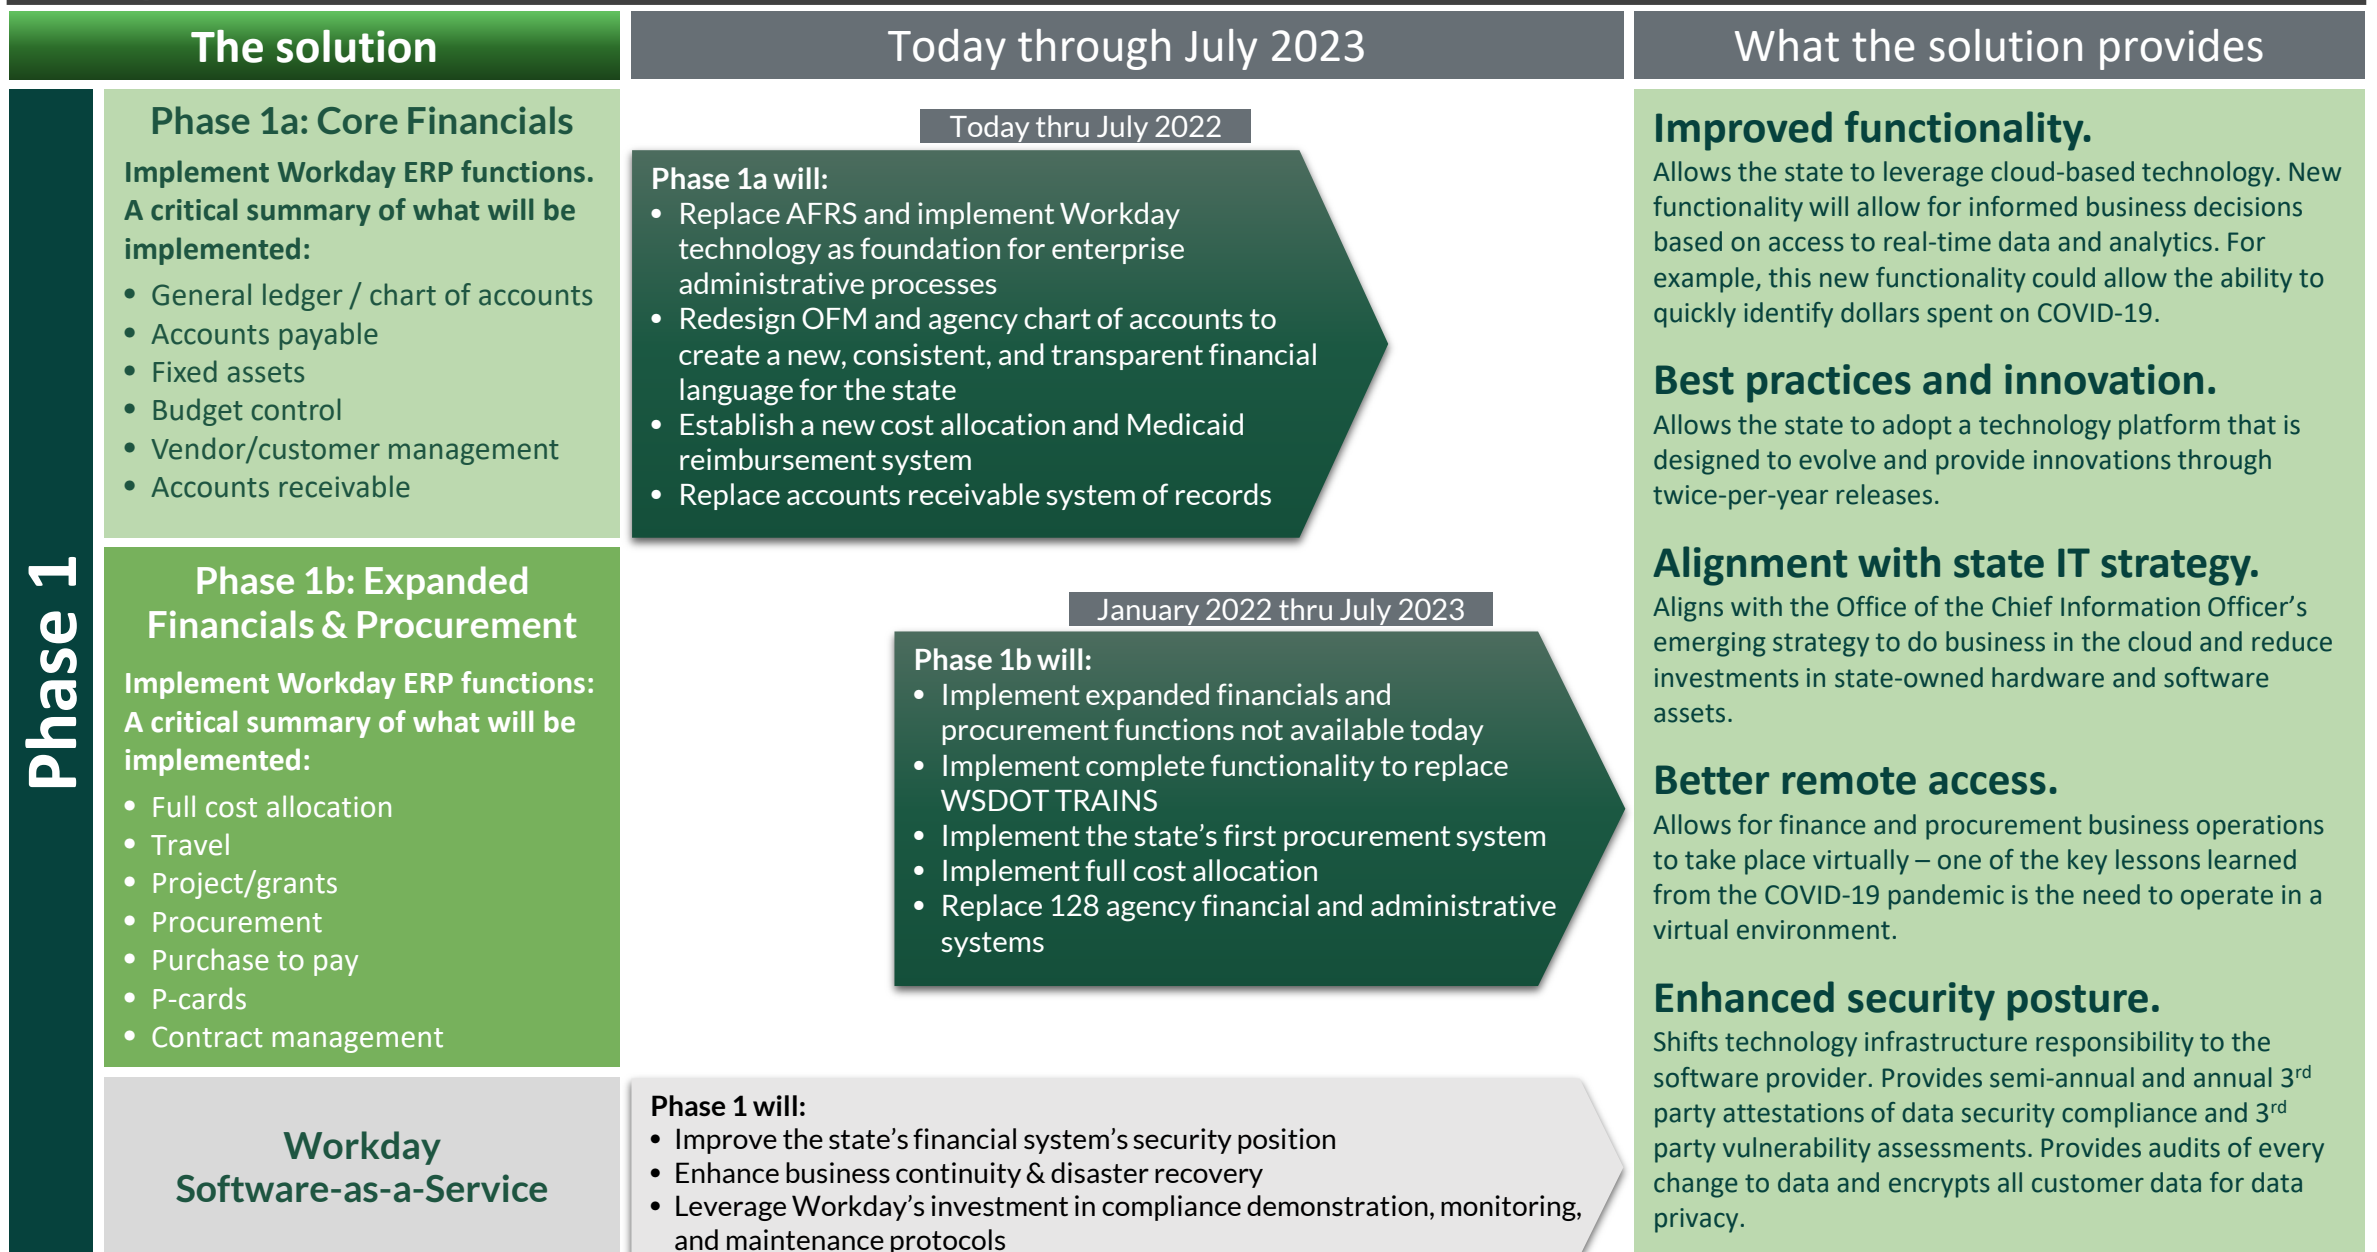 The solution
Today through July 2023
What the solution provides
Phase 1
Phase 1a: Core Financials
Implement Workday ERP functions.
A critical summary of what will be
implemented:
• General ledger / chart of accounts
• Accounts payable
• Fixed assets
• Budget control
• Vendor/customer management
• Accounts receivable
Today thru July 2022
Phase 1a will:
• Replace AFRS and implement Workday
technology as foundation for enterprise
administrative processes
• Redesign OFM and agency chart of accounts to
create a new, consistent, and transparent financial
language for the state
• Establish a new cost allocation and Medicaid
reimbursement system
• Replace accounts receivable system of records
Phase 1b: Expanded
Financials & Procurement
Implement Workday ERP functions:
A critical summary of what will be
implemented:
• Full cost allocation
• Travel
• Project/grants
• Procurement
• Purchase to pay
• P-cards
• Contract management
January 2022 thru July 2023
Phase 1b will:
• Implement expanded financials and
procurement functions not available today
• Implement complete functionality to replace
WSDOT TRAINS
• Implement the state’s first procurement system
• Implement full cost allocation
• Replace 128 agency financial and administrative
systems
Workday
Software-as-a-Service
Phase 1 will:
• Improve the state’s financial system’s security position
• Enhance business continuity & disaster recovery
• Leverage Workday’s investment in compliance demonstration, monitoring,
and maintenance protocols
Improved functionality.
Allows the state to leverage cloud-based technology. New
functionality will allow for informed business decisions
based on access to real-time data and analytics. For
example, this new functionality could allow the ability to
quickly identify dollars spent on COVID-19.
Best practices and innovation.
Allows the state to adopt a technology platform that is
designed to evolve and provide innovations through
twice-per-year releases.
Alignment with state IT strategy.
Aligns with the Office of the Chief Information Officer’s
emerging strategy to do business in the cloud and reduce
investments in state-owned hardware and software
assets.
Better remote access.
Allows for finance and procurement business operations
to take place virtually – one of the key lessons learned
from the COVID-19 pandemic is the need to operate in a
virtual environment.
Enhanced security posture.
Shifts technology infrastructure responsibility to the
software provider. Provides semi-annual and annual 3rd
party attestations of data security compliance and 3rd
party vulnerability assessments. Provides audits of every
change to data and encrypts all customer data for data
privacy.